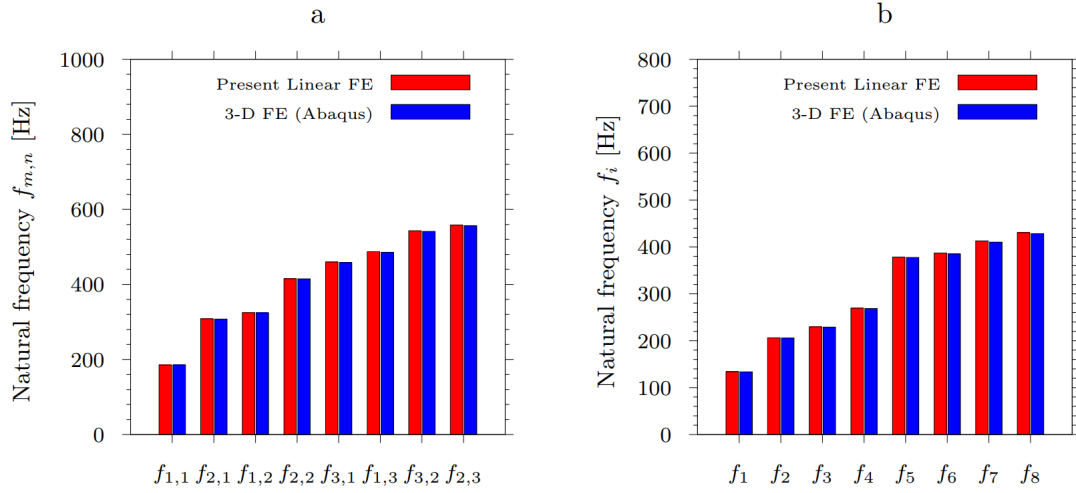 a
Natural frequency f_{m,n} [Hz]
1000
800
600
400
200
0
Present Linear FE
3-D FE (Abaqus)
f_{1,1} f_{2,1} f_{1,2} f_{2,2} f_{3,1} f_{1,3} f_{3,2} f_{2,3}
b
Natural frequency f_i [Hz]
800
700
600
500
400
300
200
100
0
Present Linear FE
3-D FE (Abaqus)
f_1 f_2 f_3 f_4 f_5 f_6 f_7 f_8